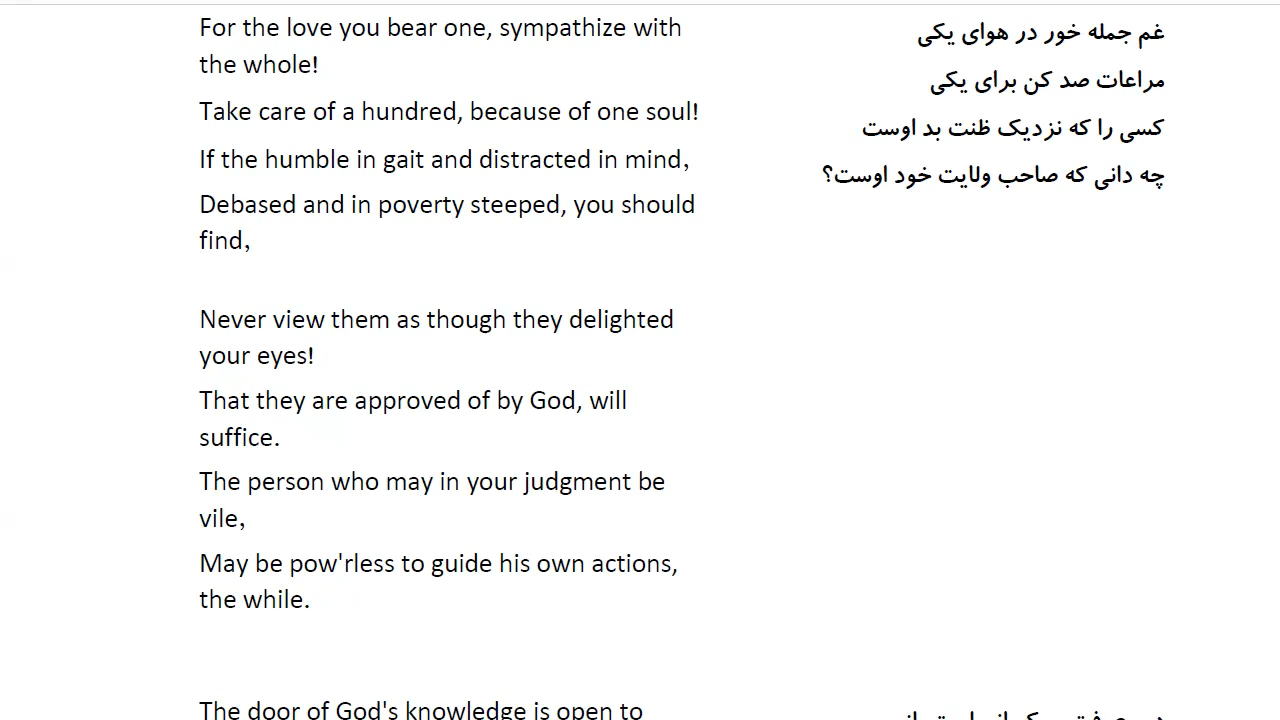 For the love you bear one, sympathize with
the whole!
Take care of a hundred, because of one soul!
If the humble in gait and distracted in mind,
Debased and in poverty steeped, you should
find,
Never view them as though they delighted
your eyes!
That they are approved of by God, will
suffice.
The person who may in your judgment be
vile,
May be pow'rless to guide his own actions,
the while.
The door of God's knowledge is open to
غم جمله خور در هوای یکی
مراعات صد کن برای یکی
کسی را که نزدیک ظنت بد اوست
چه دانی که صاحب ولایت خود اوست؟